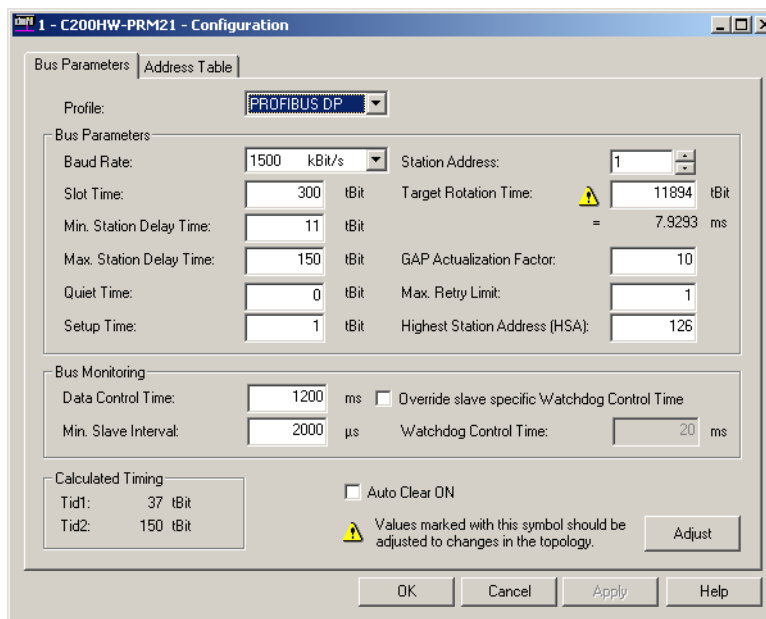 1 - C200HW-PRM21 - Configuration
Bus Parameters Address Table
Profile: PROFIBUS DP
Bus Parameters
Baud Rate: 1500 kBit/s Station Address: 1
Slot Time: 300 tBit Target Rotation Time: 11894 tBit
Min. Station Delay Time: 11 tBit = 7.9293 ms
Max. Station Delay Time: 150 tBit GAP Actualization Factor: 10
Quiet Time: 0 tBit Max. Retry Limit: 1
Setup Time: 1 tBit Highest Station Address (HSA): 126
Bus Monitoring
Data Control Time: 1200 ms Override slave specific Watchdog Control Time
Min. Slave Interval: 2000 µs Watchdog Control Time: 20 ms
Calculated Timing
Tid1: 37 tBit
Tid2: 150 tBit
Auto Clear ON
Values marked with this symbol should be
adjusted to changes in the topology.
Adjust
OK Cancel Apply Help